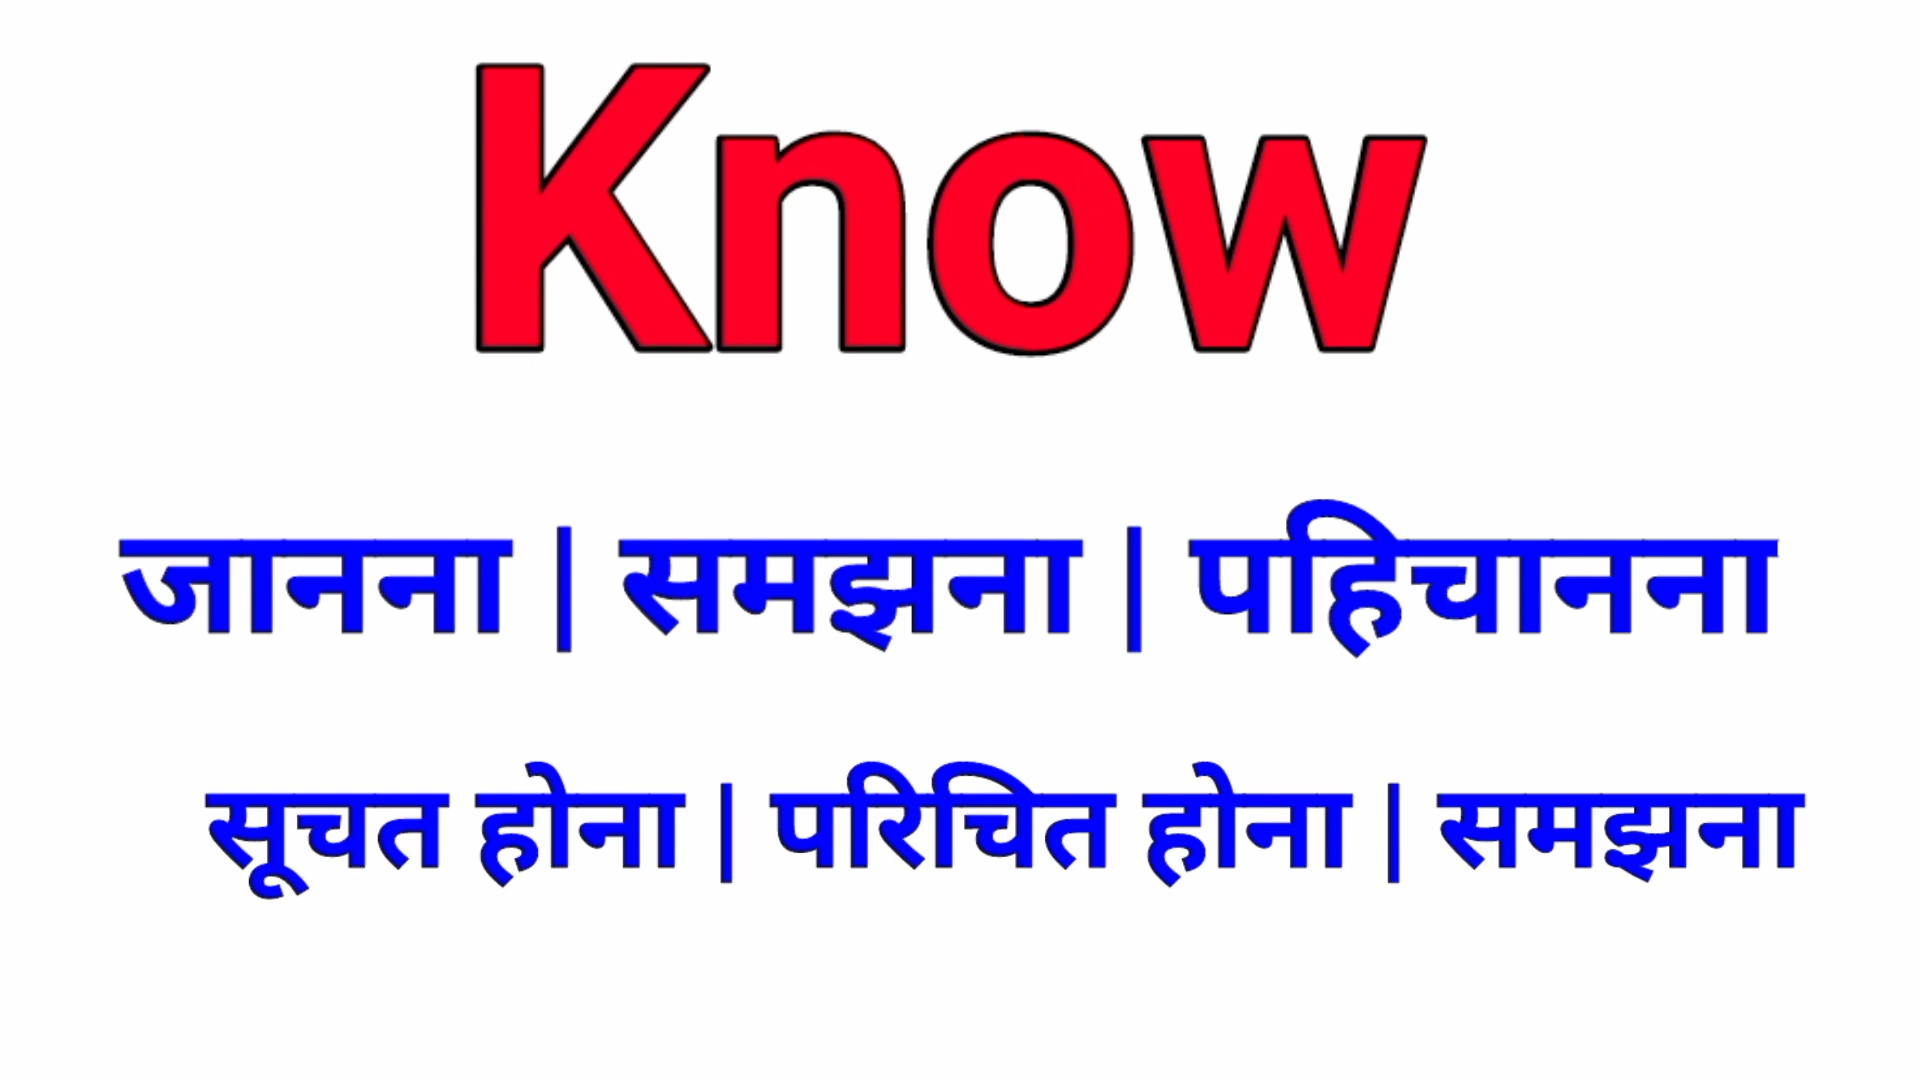 Know
जानना | समझना | पहिचानना
सूचत होना | परिचित होना | समझना